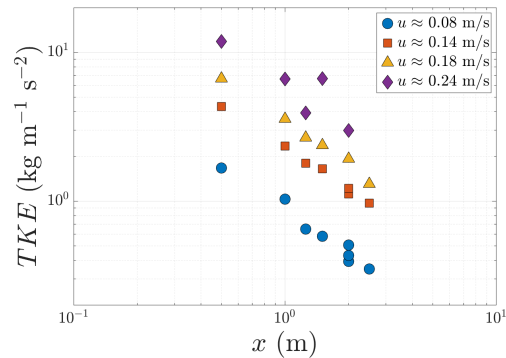 u ≈ 0.08 m/s
u ≈ 0.14 m/s
u ≈ 0.18 m/s
u ≈ 0.24 m/s
10¹
10⁰
TKE (kg m⁻¹ s⁻²)
10⁻¹ 10⁰ 10¹
x (m)